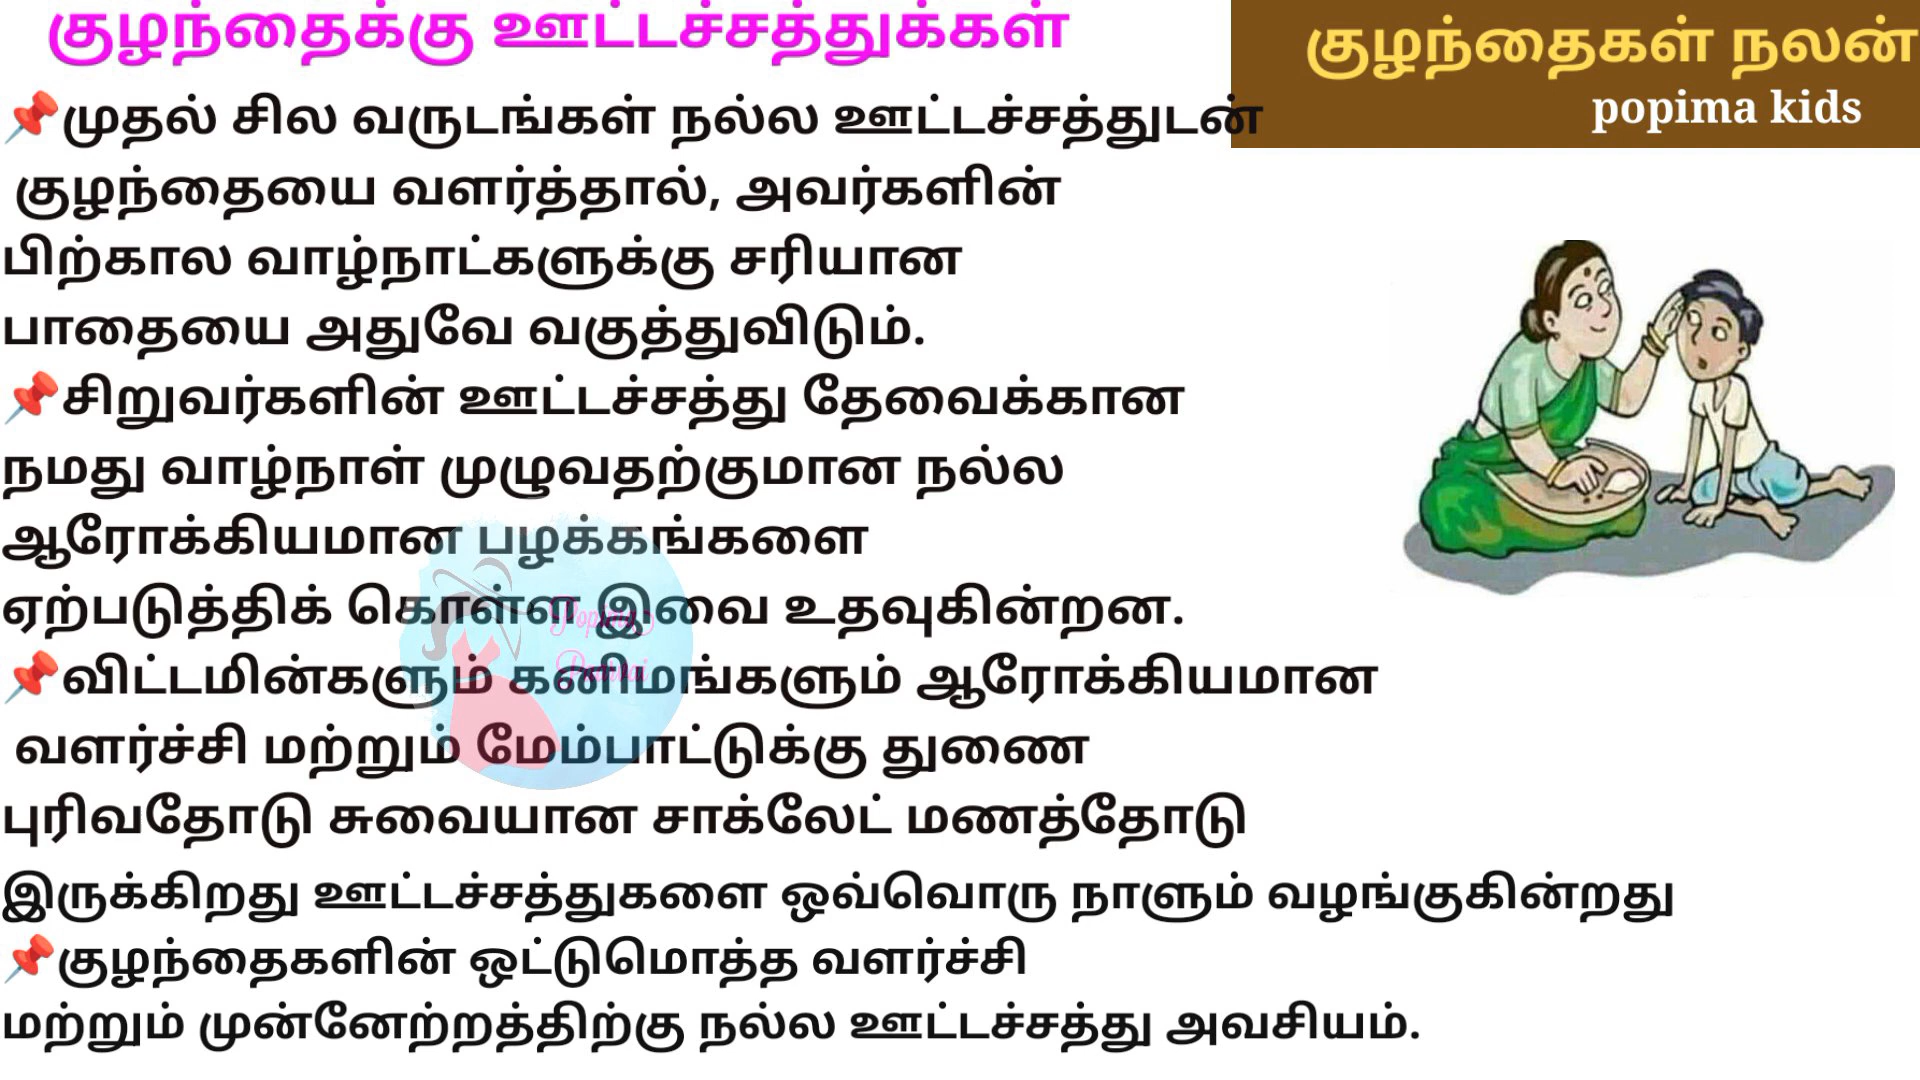 குழந்தைக்கு ஊட்டச்சத்துக்கள்
குழந்தைகள் நலன்
popima kids
📌முதல் சில வருடங்கள் நல்ல ஊட்டச்சத்துடன்
குழந்தையை வளர்த்தால், அவர்களின்
பிற்கால வாழ்நாட்களுக்கு சரியான
பாதையை அதுவே வகுத்துவிடும்.
📌சிறுவர்களின் ஊட்டச்சத்து தேவைக்கான
நமது வாழ்நாள் முழுவதற்குமான நல்ல
ஆரோக்கியமான பழக்கங்களை
ஏற்படுத்திக் கொள்ள இவை உதவுகின்றன.
📌விட்டமின்களும் கனிமங்களும் ஆரோக்கியமான
வளர்ச்சி மற்றும் மேம்பாட்டுக்கு துணை
புரிவதோடு சுவையான சாக்லேட் மணத்தோடு
இருக்கிறது ஊட்டச்சத்துகளை ஒவ்வொரு நாளும் வழங்குகின்றது
📌குழந்தைகளின் ஒட்டுமொத்த வளர்ச்சி
மற்றும் முன்னேற்றத்திற்கு நல்ல ஊட்டச்சத்து அவசியம்.
Popima